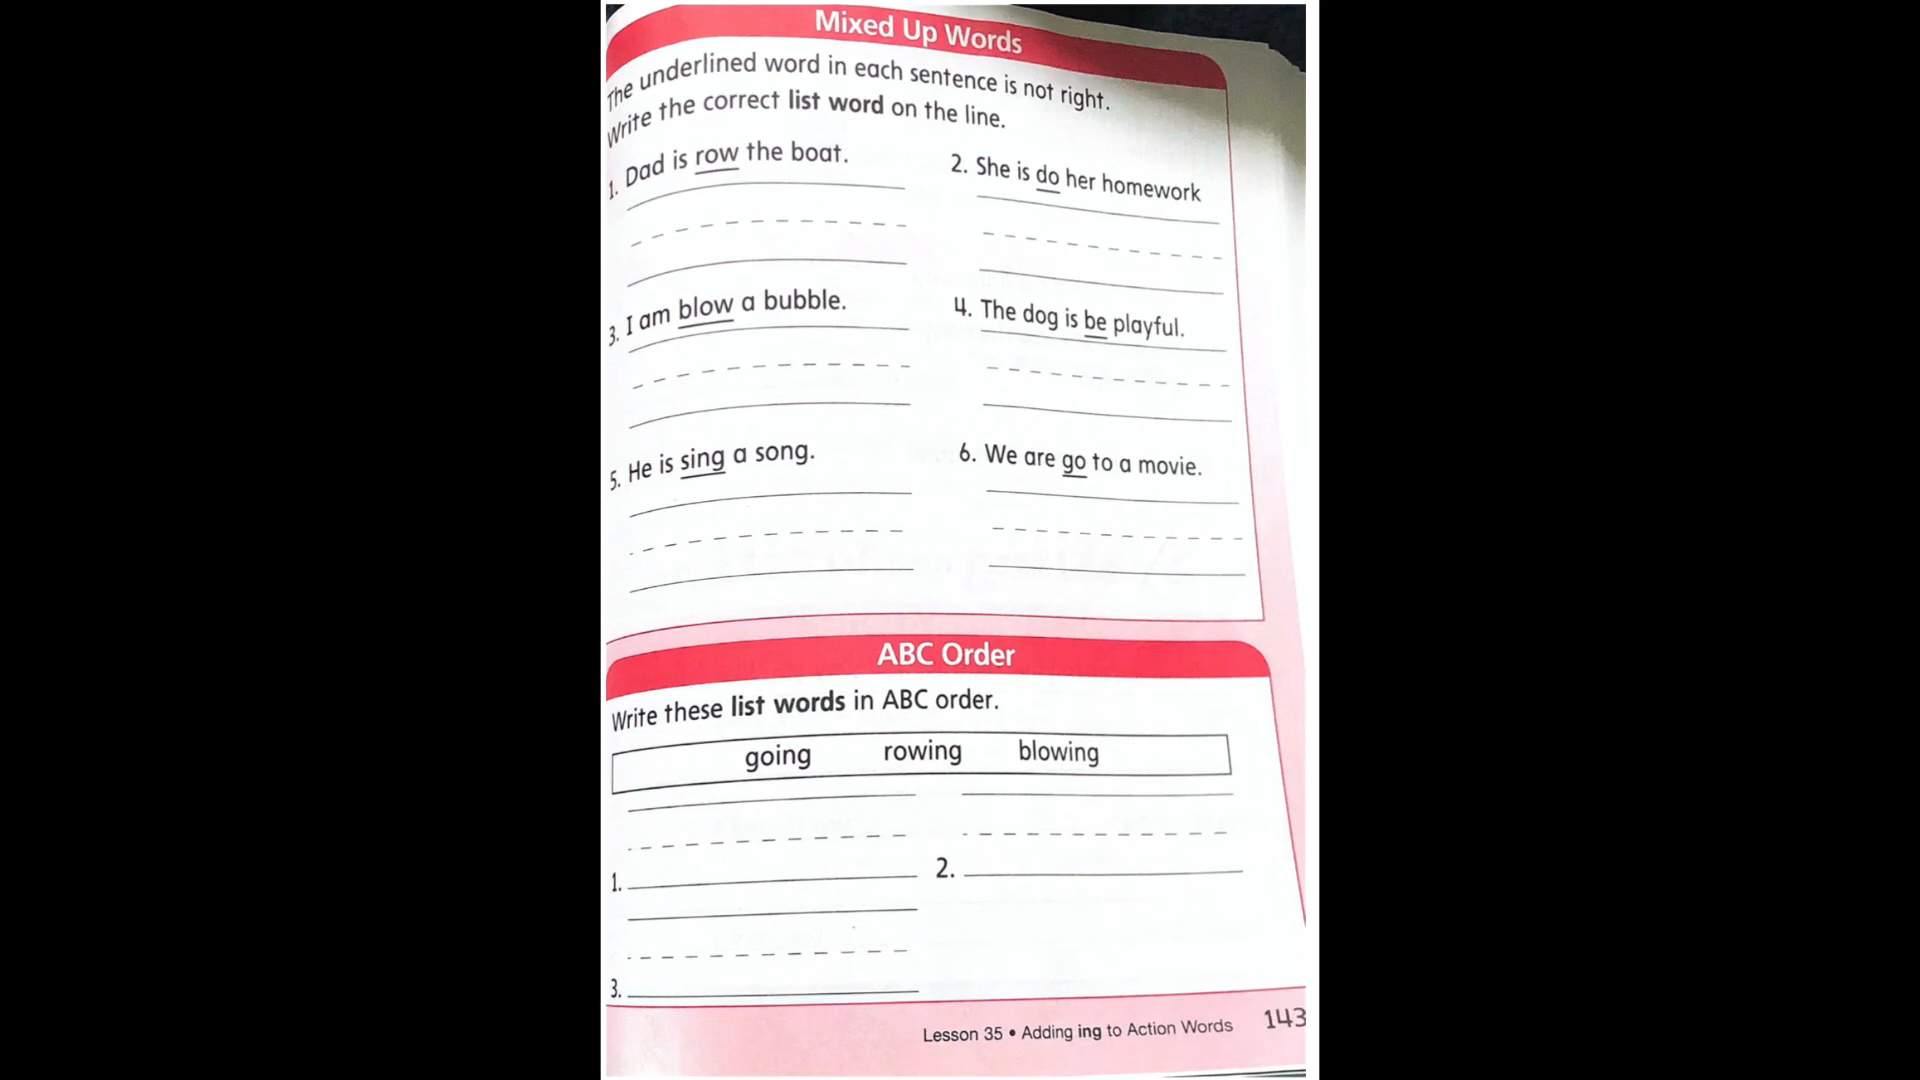 Mixed Up Words
The underlined word in each sentence is not right.
Write the correct list word on the line.
1. Dad is row the boat.
2. She is do her homework
3. I am blow a bubble.
4. The dog is be playful.
5. He is sing a song.
6. We are go to a movie.
ABC Order
Write these list words in ABC order.
going rowing blowing
1.
2.
3.
Lesson 35 • Adding ing to Action Words 143